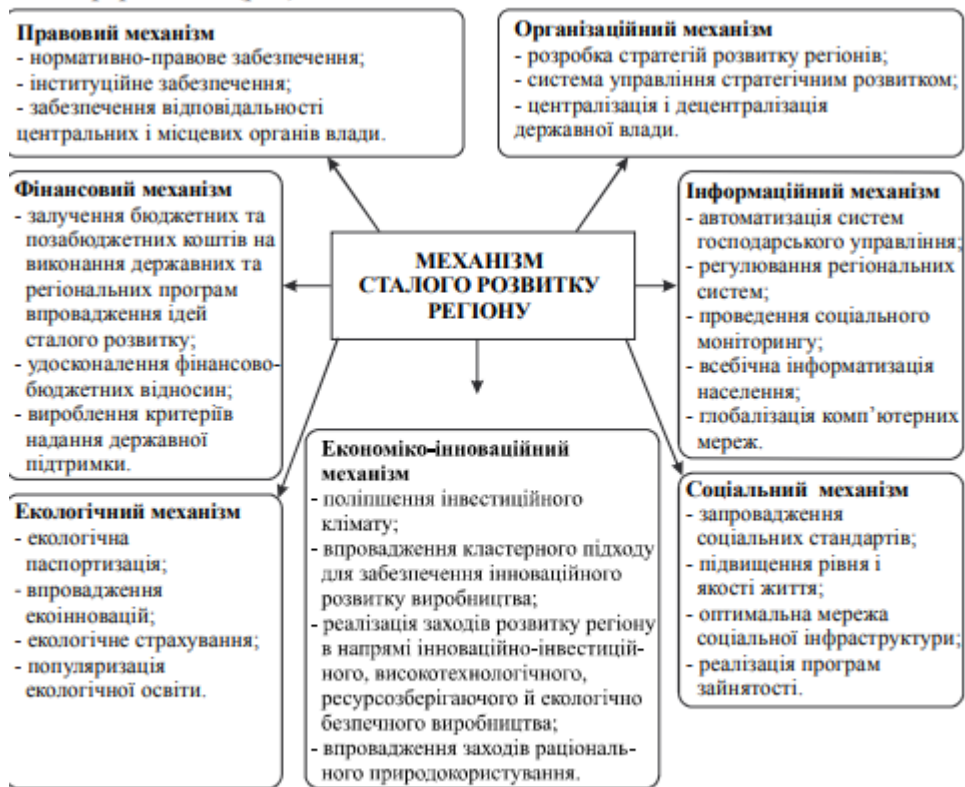 Правовий механізм
- нормативно-правове забезпечення;
- інституційне забезпечення;
- забезпечення відповідальності
центральних і місцевих органів влади.
Організаційний механізм
- розробка стратегій розвитку регіонів;
- система управління стратегічним розвитком;
- централізація і децентралізація
державної влади.
Фінансовий механізм
- залучення бюджетних та
позабюджетних коштів на
виконання державних та
регіональних програм
впровадження ідей
сталого розвитку;
- удосконалення фінансово-
бюджетних відносин;
- вироблення критеріїв
надання державної
підтримки.
МЕХАНІЗМ
СТАЛОГО РОЗВИТКУ
РЕГІОНУ
Інформаційний механізм
- автоматизація систем
господарського управління;
- регулювання регіональних
систем;
- проведення соціального
моніторингу;
- всебічна інформатизація
населення;
- глобалізація комп’ютерних
мереж.
Екологічний механізм
- екологічна
паспортизація;
- впровадження
екоінновацій;
- екологічне страхування;
- популяризація
екологічної освіти.
Економіко-інноваційний
механізм
- поліпшення інвестиційного
клімату;
- впровадження кластерного підходу
для забезпечення інноваційного
розвитку виробництва;
- реалізація заходів розвитку регіону
в напрямі інноваційно-інвестицій-
ного, високотехнологічного,
ресурсозберігаючого й екологічно
безпечного виробництва;
- впровадження заходів раціональ-
ного природокористування.
Соціальний механізм
- запровадження
соціальних стандартів;
- підвищення рівня і
якості життя;
- оптимальна мережа
соціальної інфраструктури;
- реалізація програм
зайнятості.